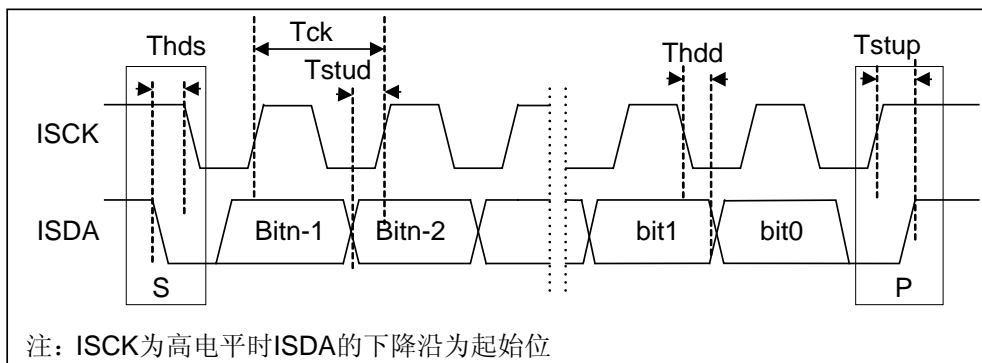 Tck
Thds
Tstud
Thdd
Tstup
ISCK
ISDA
Bitn-1
Bitn-2
bit1
bit0
S
P
注：ISCK为高电平时ISDA的下降沿为起始位